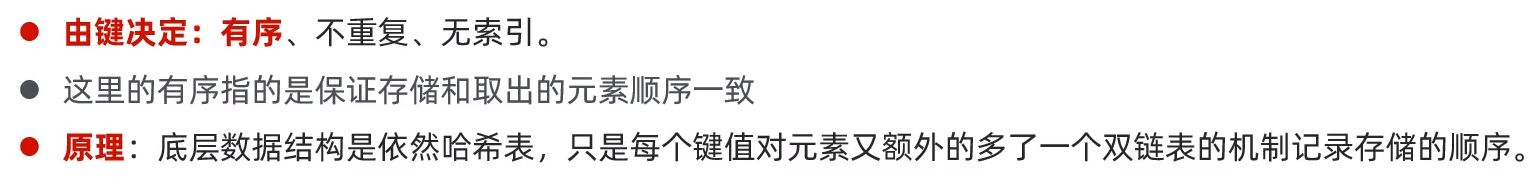 由键决定：有序、不重复、无索引。
这里的有序指的是保证存储和取出的元素顺序一致
原理：底层数据结构是依然哈希表，只是每个键值对元素又额外的多了一个双链表的机制记录存储的顺序。